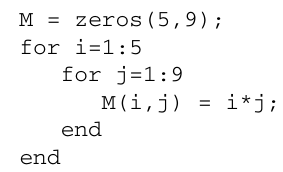 M = zeros(5,9);
for i=1:5
   for j=1:9
      M(i,j) = i*j;
   end
end